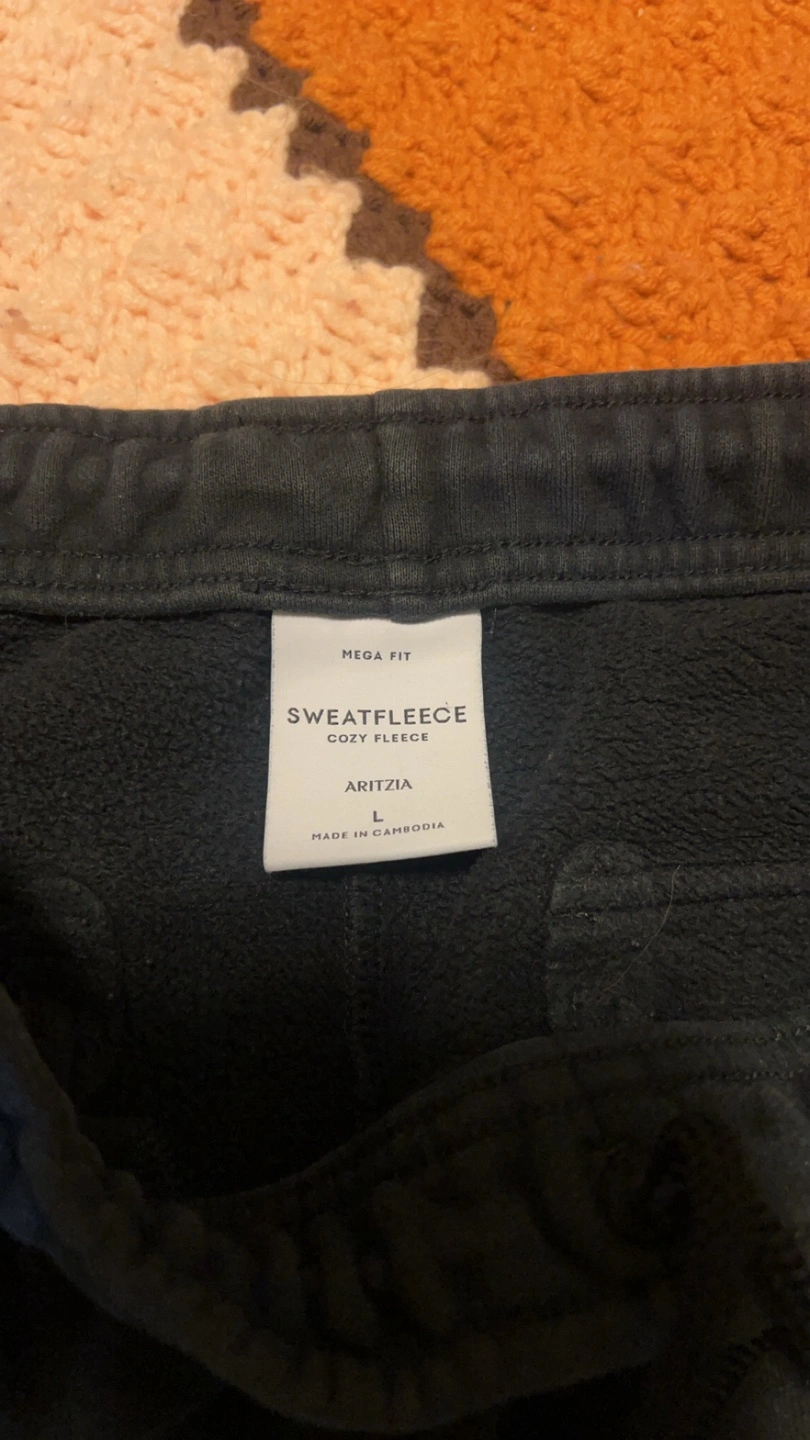 MEGA FIT
SWEATFLEECE
COZY FLEECE
ARITZIA
L
MADE IN CAMBODIA